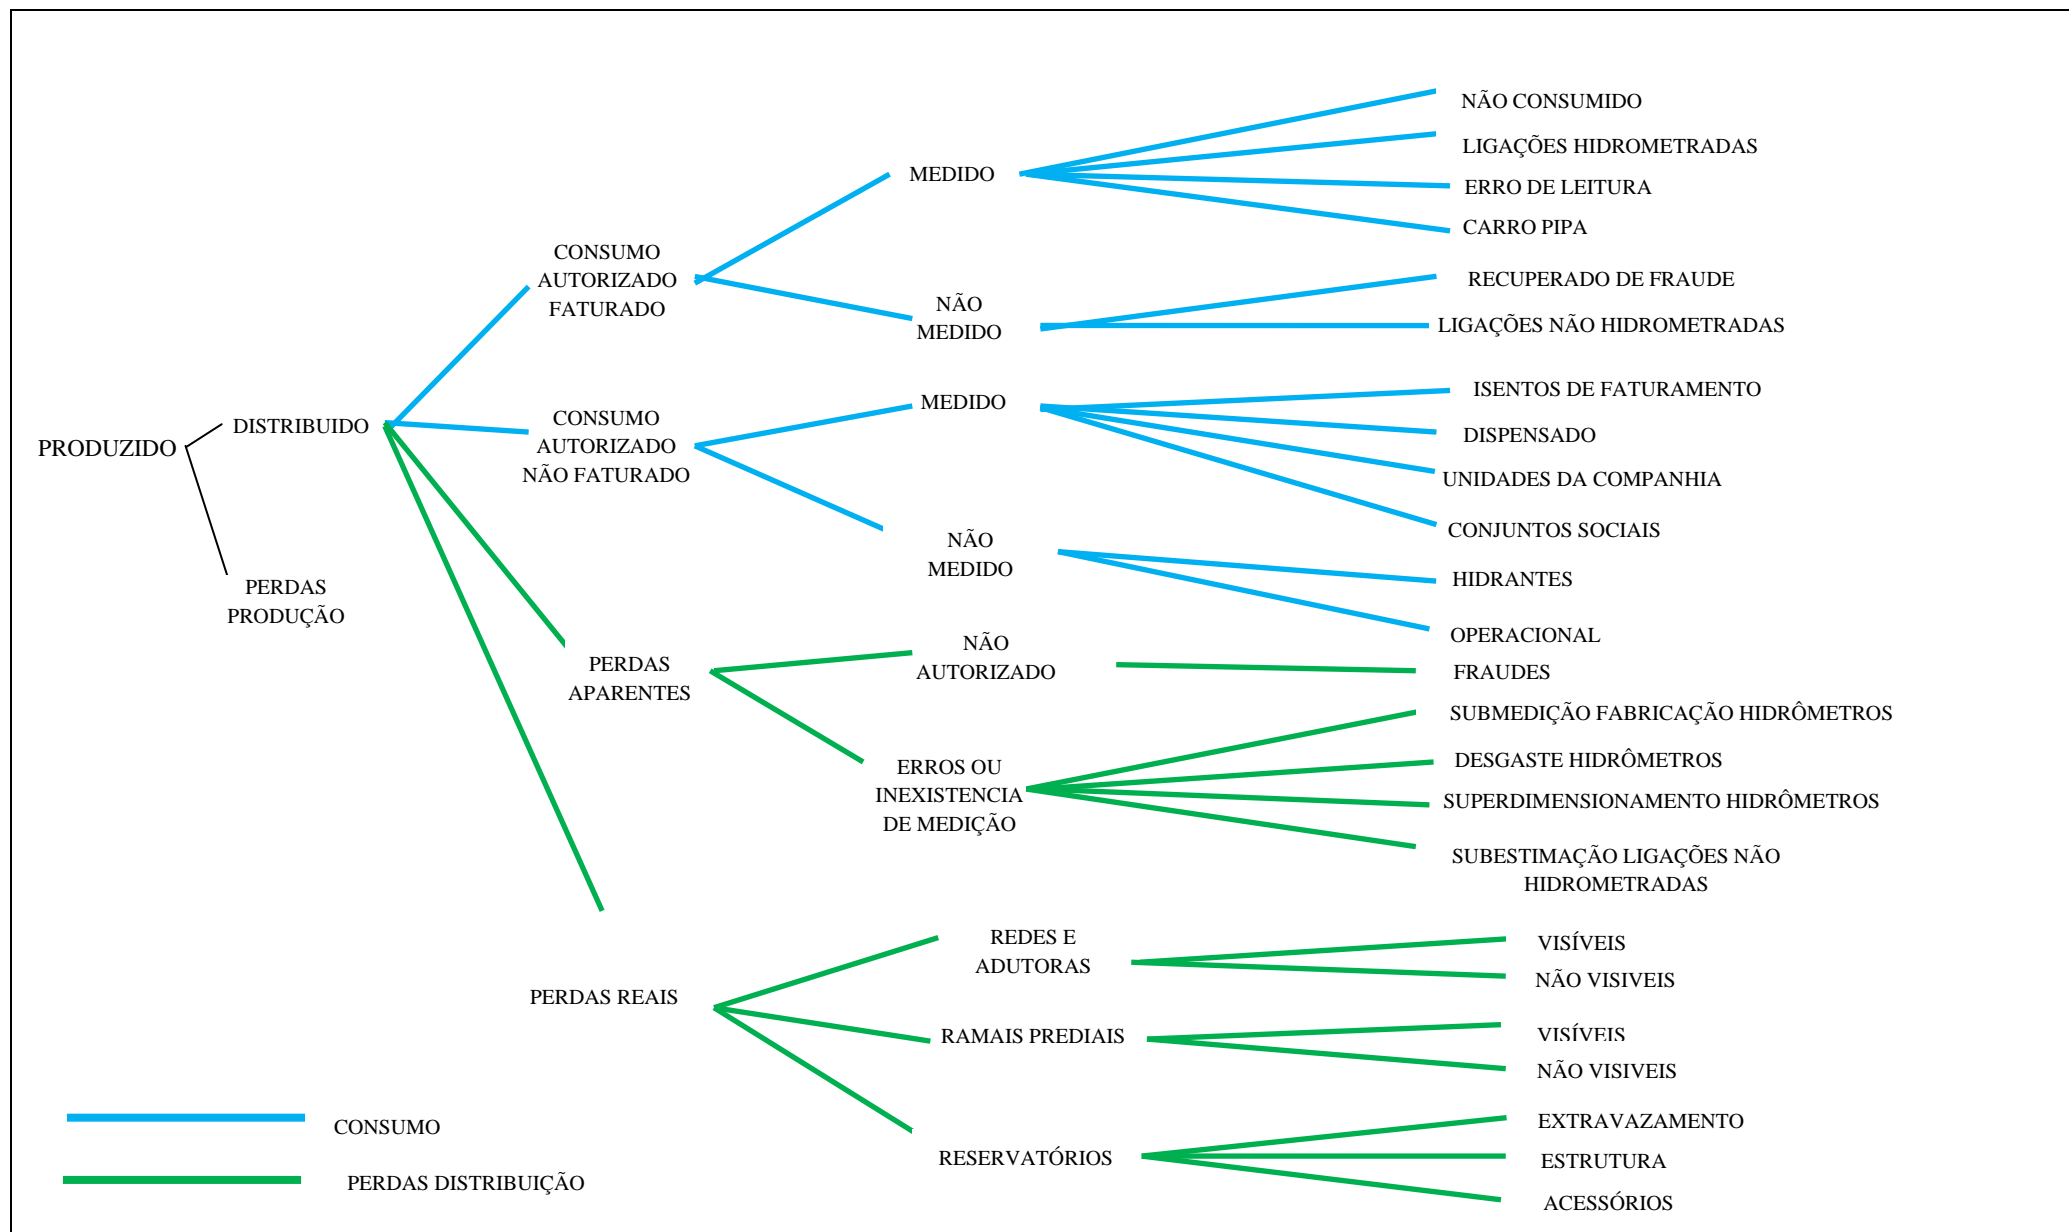 PRODUZIDO
DISTRIBUIDO
PERDAS
PRODUÇÃO
CONSUMO
AUTORIZADO
FATURADO
MEDIDO
NÃO CONSUMIDO
LIGAÇÕES HIDROMETRADAS
ERRO DE LEITURA
CARRO PIPA
NÃO
MEDIDO
RECUPERADO DE FRAUDE
LIGAÇÕES NÃO HIDROMETRADAS
CONSUMO
AUTORIZADO
NÃO FATURADO
MEDIDO
ISENTOS DE FATURAMENTO
DISPENSADO
UNIDADES DA COMPANHIA
CONJUNTOS SOCIAIS
NÃO
MEDIDO
HIDRANTES
OPERACIONAL
PERDAS
APARENTES
NÃO
AUTORIZADO
FRAUDES
ERROS OU
INEXISTENCIA
DE MEDIÇÃO
SUBMEDIÇÃO FABRICAÇÃO HIDRÔMETROS
DESGASTE HIDRÔMETROS
SUPERDIMENSIONAMENTO HIDRÔMETROS
SUBESTIMAÇÃO LIGAÇÕES NÃO
HIDROMETRADAS
PERDAS REAIS
REDES E
ADUTORAS
VISÍVEIS
NÃO VISIVEIS
RAMAIS PREDIAIS
VISÍVEIS
NÃO VISIVEIS
RESERVATÓRIOS
EXTRAVAZAMENTO
ESTRUTURA
ACESSÓRIOS
CONSUMO
PERDAS DISTRIBUIÇÃO